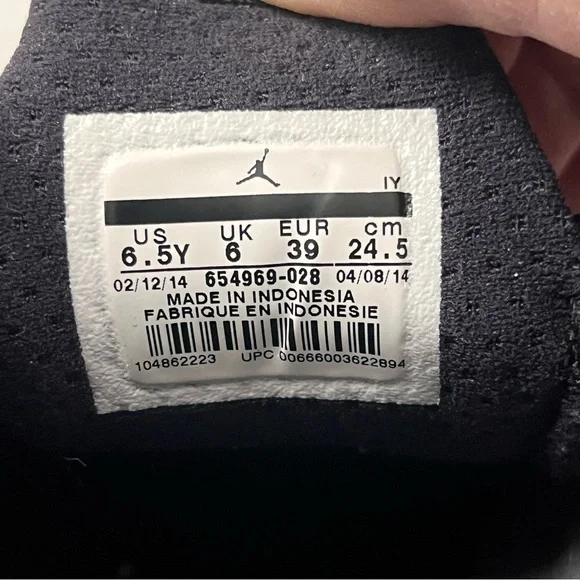 IY
US UK EUR cm
6.5Y 6 39 24.5
02/12/14 654969-028 04/08/14
MADE IN INDONESIA
FABRIQUE EN INDONESIE
104862223 UPC 00666003622894